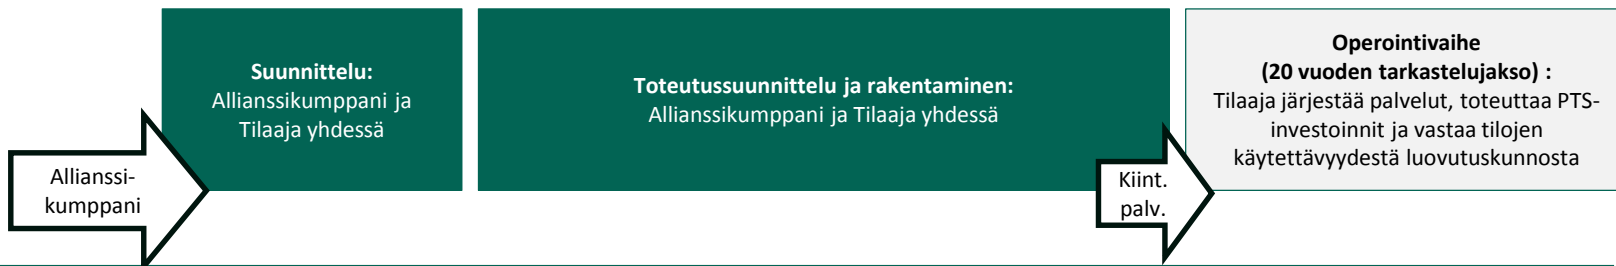 Allianssi-
kumppani
Suunnittelu:
Allianssikumppani ja
Tilaaja yhdessä
Toteutussuunnittelu ja rakentaminen:
Allianssikumppani ja Tilaaja yhdessä
Kiint.
palv.
Operointivaihe
(20 vuoden tarkastelujakso) :
Tilaaja järjestää palvelut, toteuttaa PTS-
investoinnit ja vastaa tilojen
käytettävyydestä luovutuskunnosta